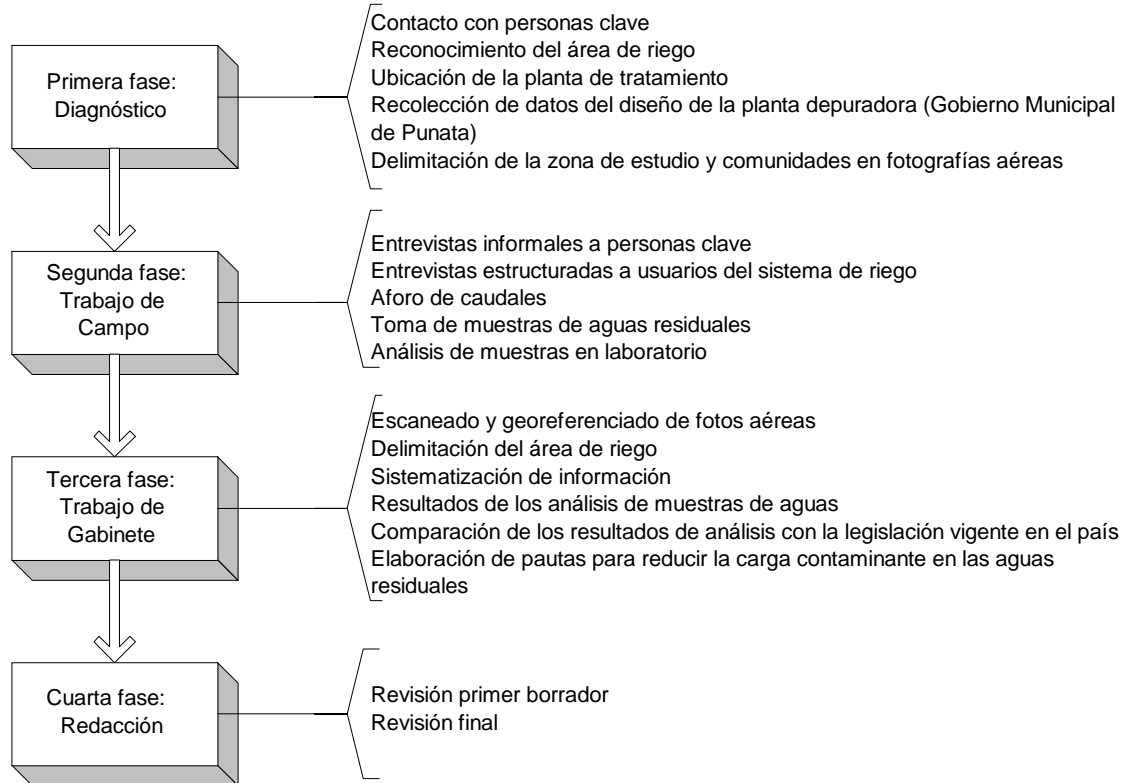 Primera fase:
Diagnóstico
Contacto con personas clave
Reconocimiento del área de riego
Ubicación de la planta de tratamiento
Recolección de datos del diseño de la planta depuradora (Gobierno Municipal
de Punata)
Delimitación de la zona de estudio y comunidades en fotografías aéreas
Segunda fase:
Trabajo de
Campo
Entrevistas informales a personas clave
Entrevistas estructuradas a usuarios del sistema de riego
Aforo de caudales
Toma de muestras de aguas residuales
Análisis de muestras en laboratorio
Tercera fase:
Trabajo de
Gabinete
Escaneado y georeferenciado de fotos aéreas
Delimitación del área de riego
Sistematización de información
Resultados de los análisis de muestras de aguas
Comparación de los resultados de análisis con la legislación vigente en el país
Elaboración de pautas para reducir la carga contaminante en las aguas
residuales
Cuarta fase:
Redacción
Revisión primer borrador
Revisión final